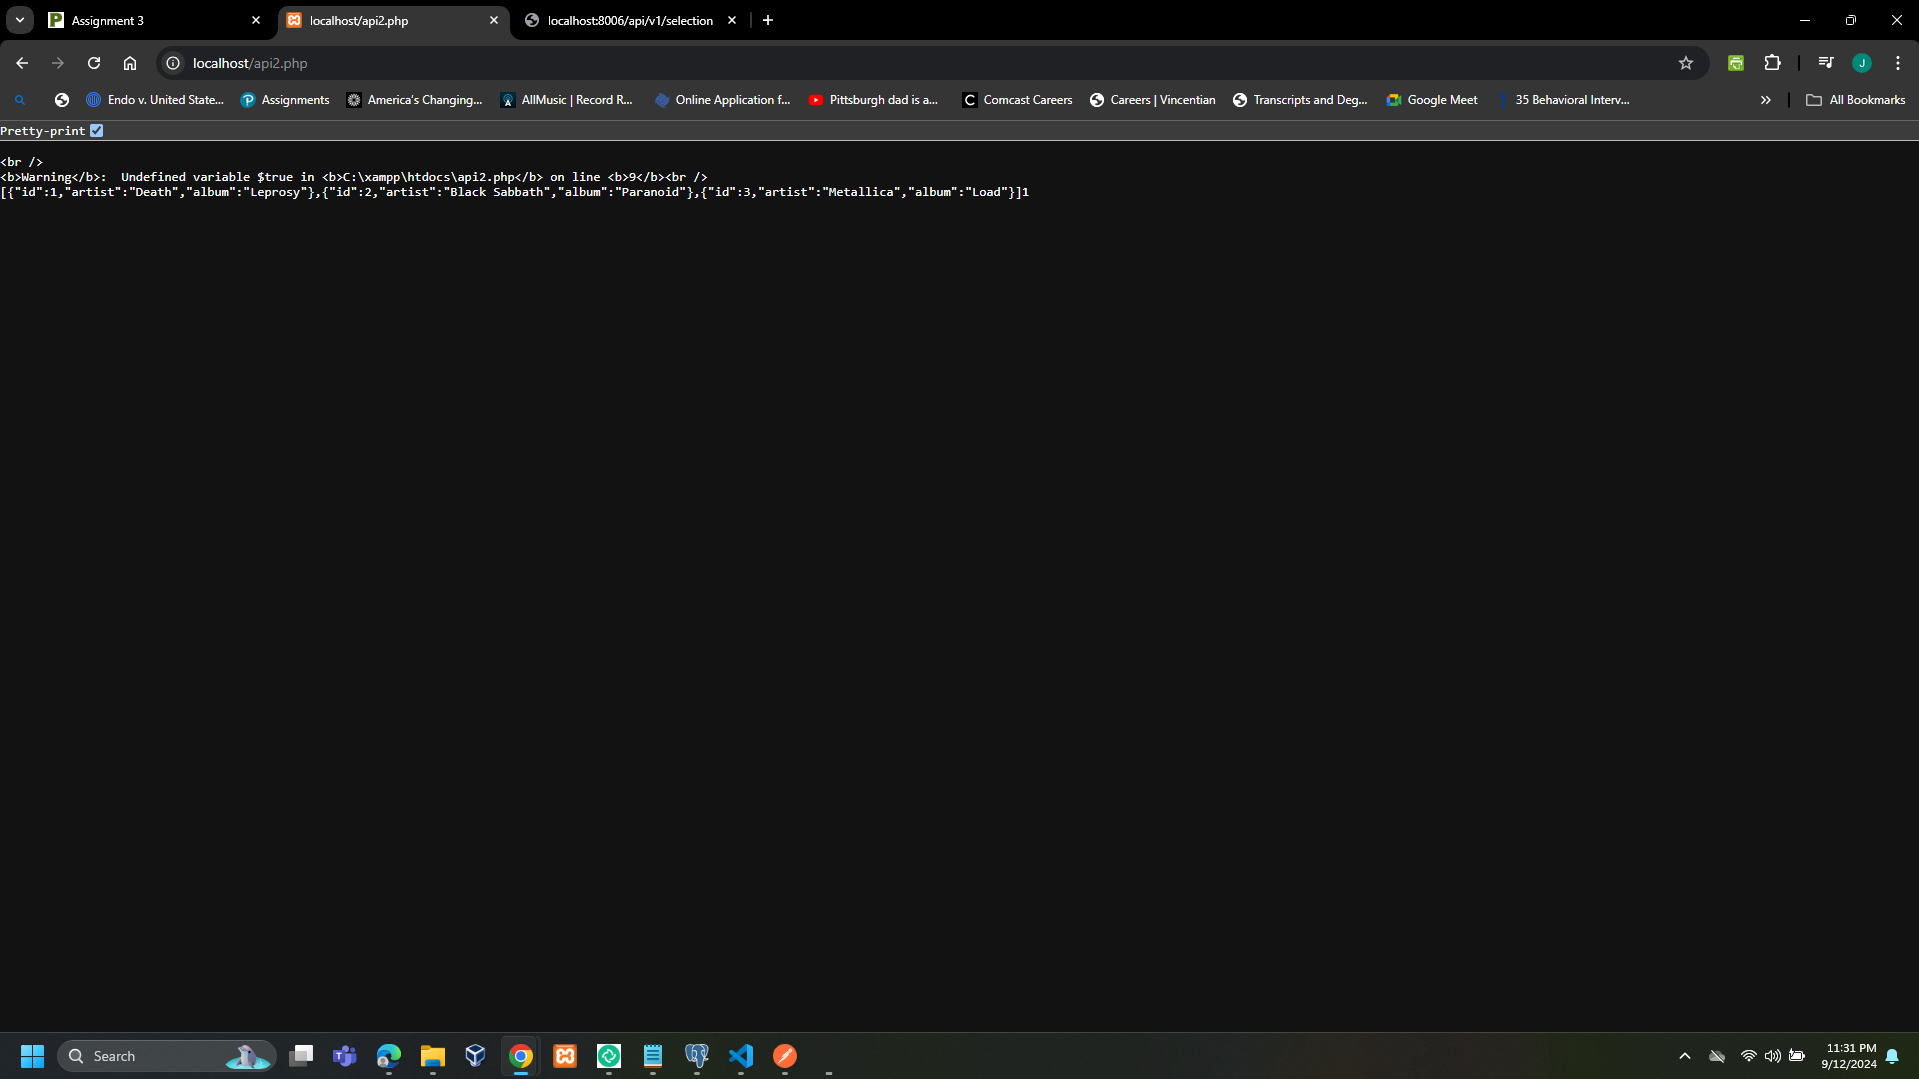 Assignment 3
localhost/api2.php
localhost:8006/api/v1/selection
localhost/api2.php
J
Endo v. United State...
Assignments
America's Changing...
AllMusic | Record R...
Online Application f...
Pittsburgh dad is a...
Comcast Careers
Careers | Vincentian
Transcripts and Deg...
Google Meet
35 Behavioral Interv...
All Bookmarks
Pretty-print
<br />
<b>Warning</b>:  Undefined variable $true in <b>C:\xampp\htdocs\api2.php</b> on line <b>9</b><br />
[{"id":1,"artist":"Death","album":"Leprosy"},{"id":2,"artist":"Black Sabbath","album":"Paranoid"},{"id":3,"artist":"Metallica","album":"Load"}]1
Search
11:31 PM
9/12/2024